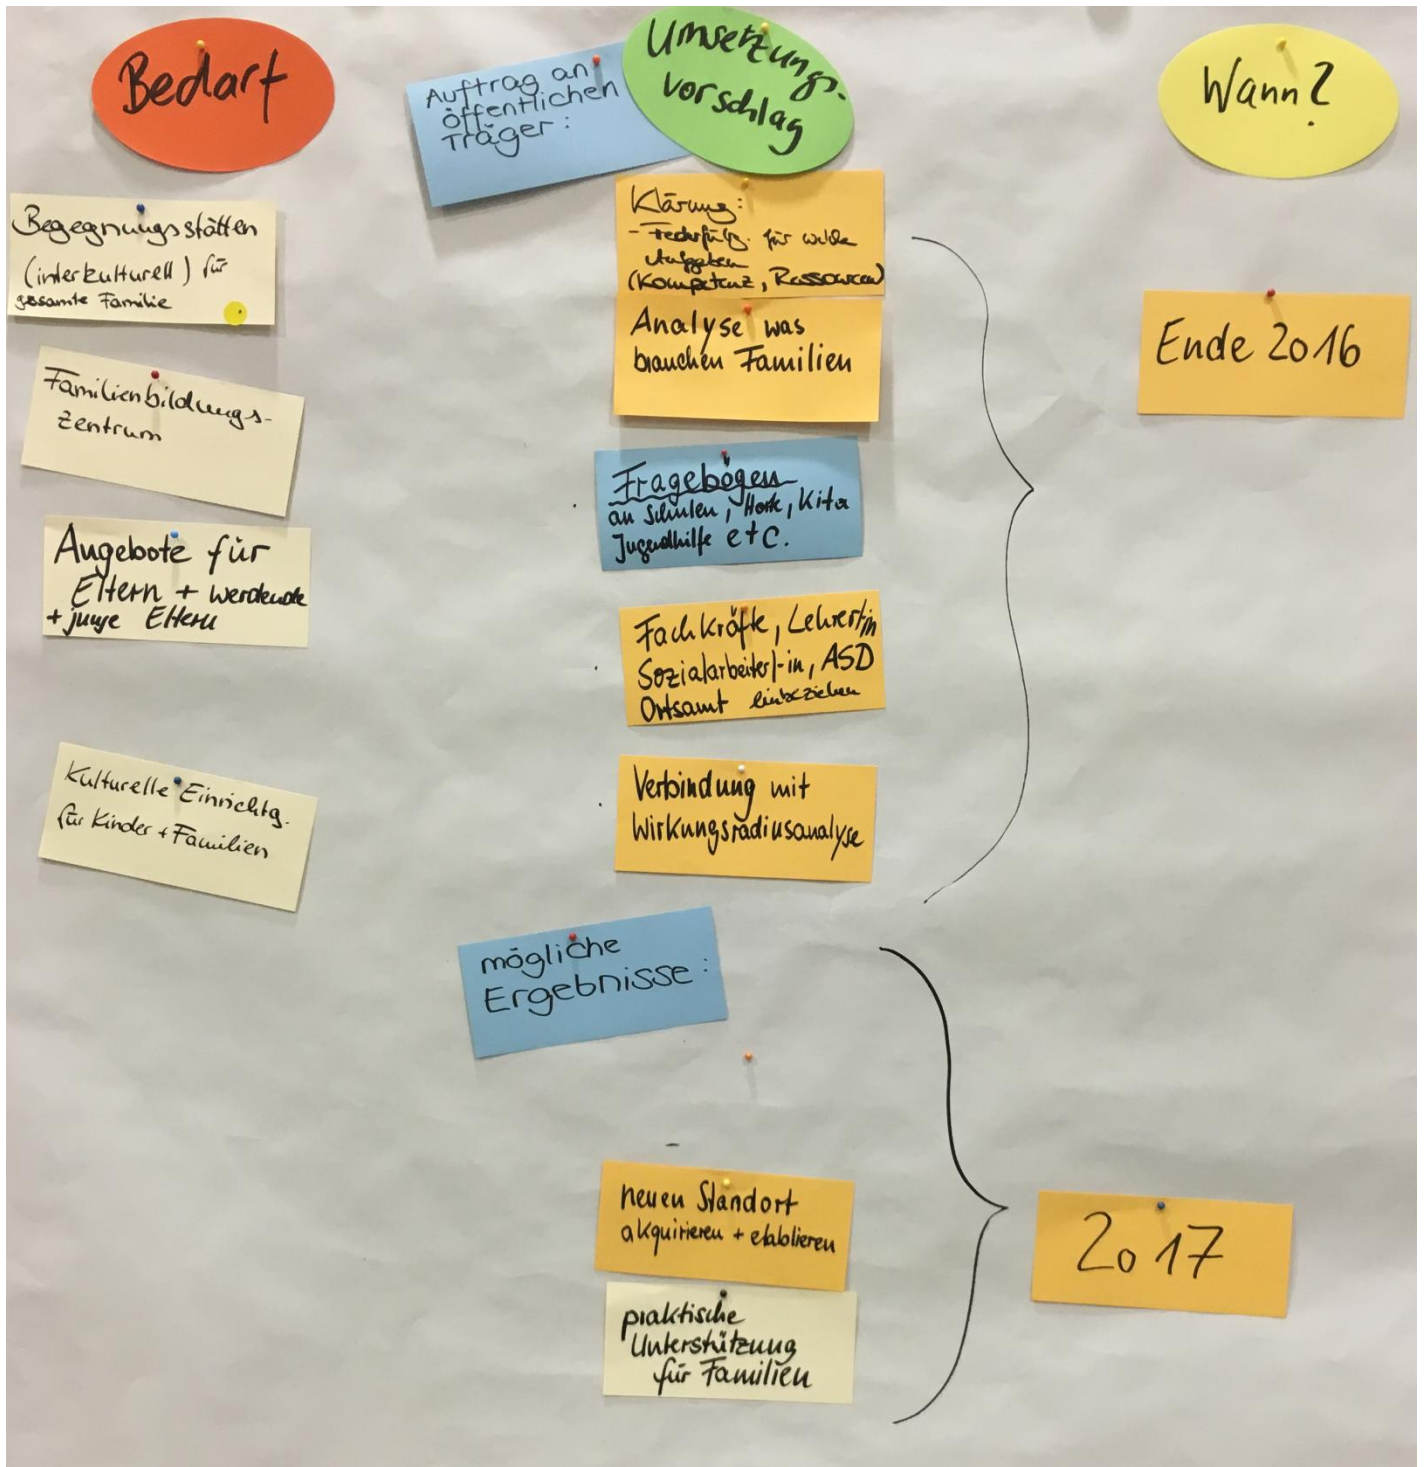 Bedarf
Auftrag an
öffentlichen
Träger:
Umsetzungs-
vorschlag
Wann?
Begegnungsstätten
(interkulturell) für
gesamte Familie
Familienbildungs-
zentrum
Angebote für
Eltern + werdende
+ junge Eltern
Kulturelle Einrichtg.
für Kinder + Familien
Klärung:
- Federführg. für welche
Aufgaben
(Kompetenz, Ressourcen)
Analyse was
brauchen Familien
Fragebögen
an Schulen, Horte, Kita
Jugendhilfe etc.
Fachkräfte, Lehrer/in
Sozialarbeiter/-in, ASD
Ortsamt einbeziehen
Verbindung mit
Wirkungsradiusanalyse
Ende 2016
mögliche
Ergebnisse:
neuen Standort
akquirieren + etablieren
praktische
Unterstützung
für Familien
2017